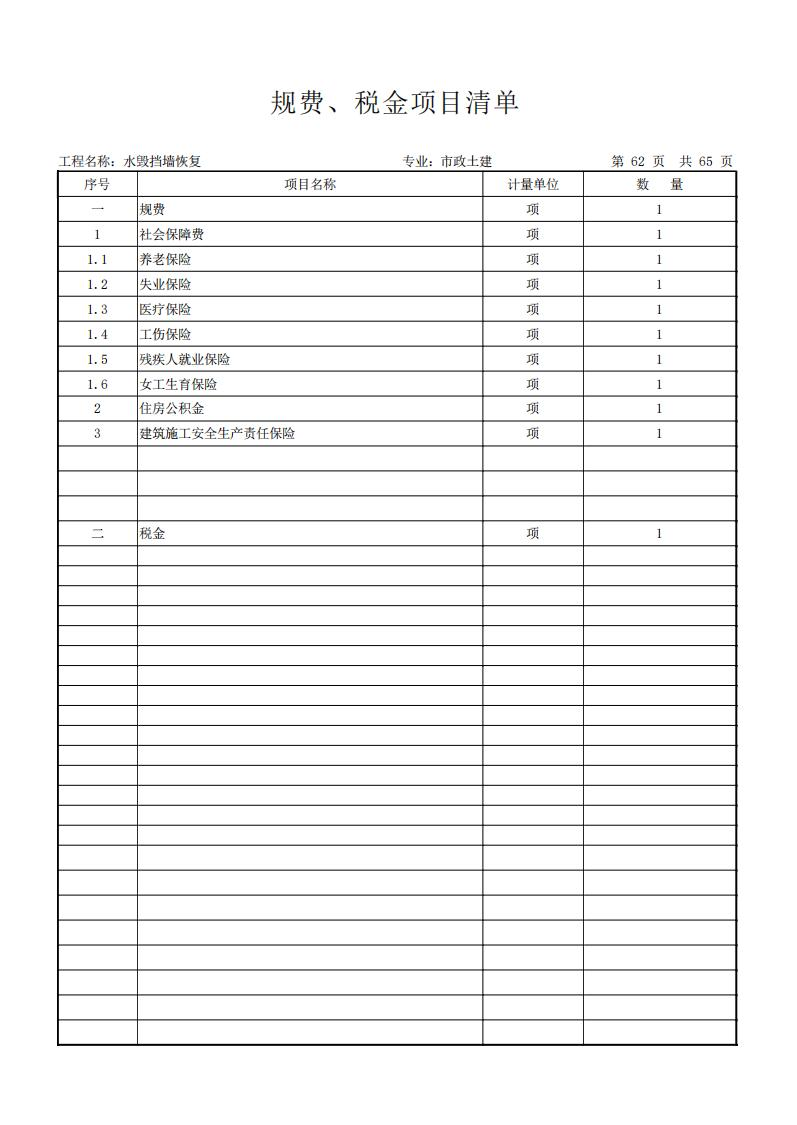 规费、税金项目清单
工程名称：水毁挡墙恢复 专业：市政土建 第 62 页 共 65 页
序号 项目名称 计量单位 数 量
一 规费 项 1
1 社会保障费 项 1
1.1 养老保险 项 1
1.2 失业保险 项 1
1.3 医疗保险 项 1
1.4 工伤保险 项 1
1.5 残疾人就业保险 项 1
1.6 女工生育保险 项 1
2 住房公积金 项 1
3 建筑施工安全生产责任保险 项 1
二 税金 项 1